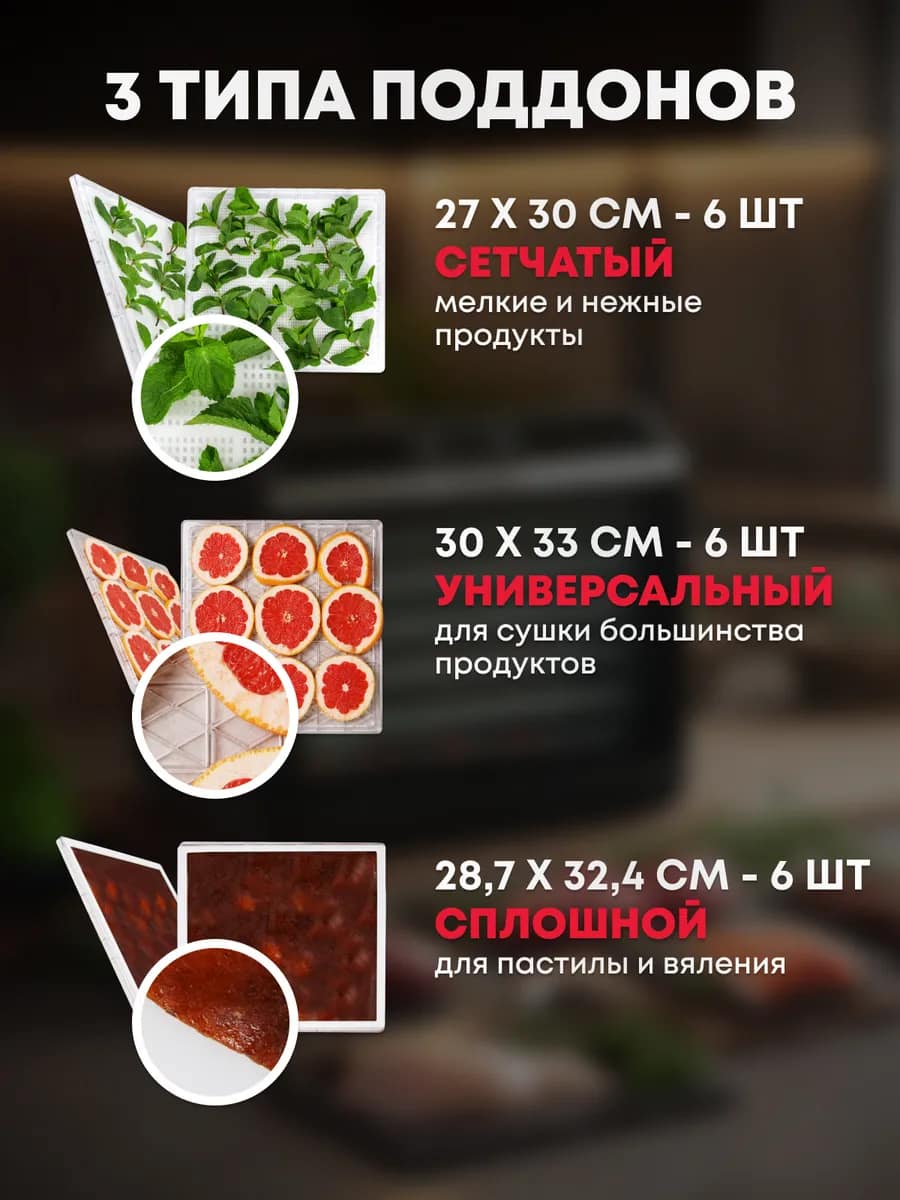 3 ТИПА ПОДДОНОВ
27 Х 30 СМ - 6 ШТ
СЕТЧАТЫЙ
мелкие и нежные
продукты
30 Х 33 СМ - 6 ШТ
УНИВЕРСАЛЬНЫЙ
для сушки большинства
продуктов
28,7 Х 32,4 СМ - 6 ШТ
СПЛОШНОЙ
для пастилы и вяления